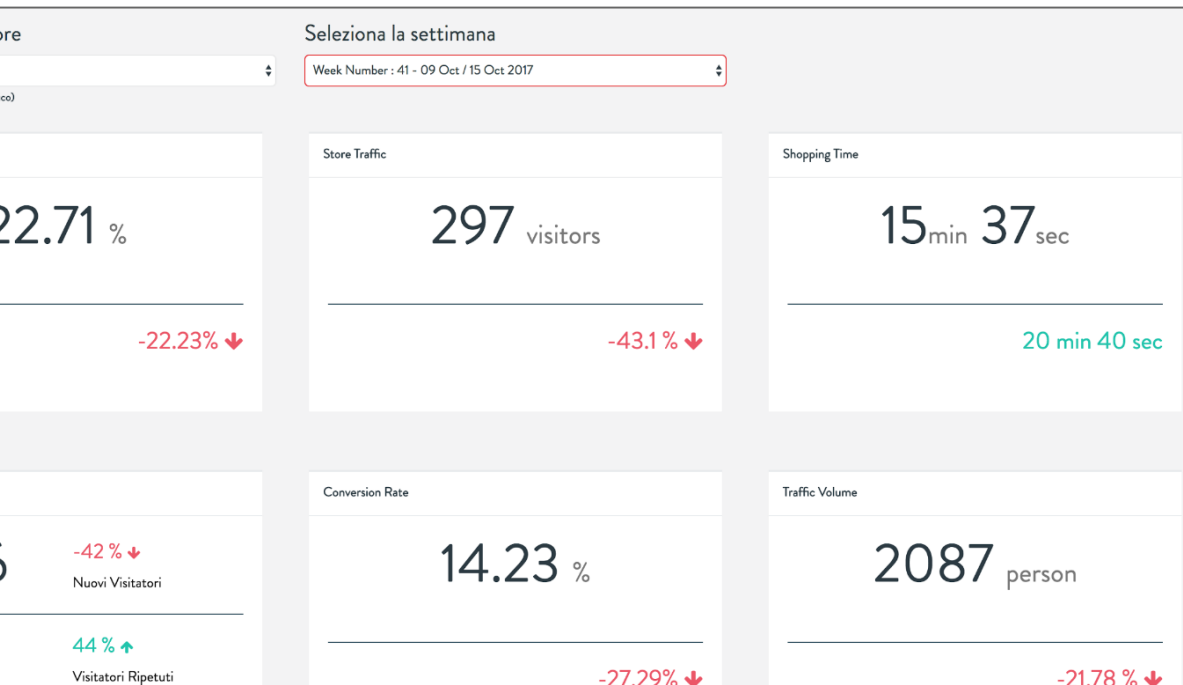 ore
Seleziona la settimana
Week Number : 41 - 09 Oct / 15 Oct 2017
co)
Store Traffic
Shopping Time
22.71 %
297 visitors
15min 37sec
-22.23%
-43.1 %
20 min 40 sec
Conversion Rate
Traffic Volume
-42 %
Nuovi Visitatori
14.23 %
2087 person
44 %
Visitatori Ripetuti
-27.29%
-21.78 %